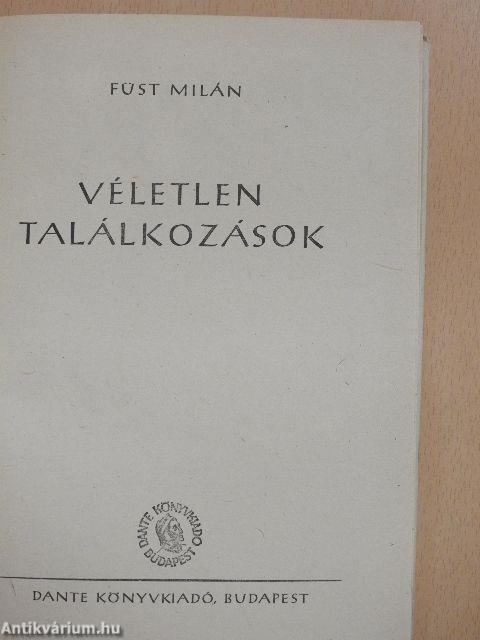 FÜST MILÁN
VÉLETLEN
TALÁLKOZÁSOK
DANTE KÖNYVKIADÓ
BUDAPEST
DANTE KÖNYVKIADÓ, BUDAPEST
Antikvárium.hu